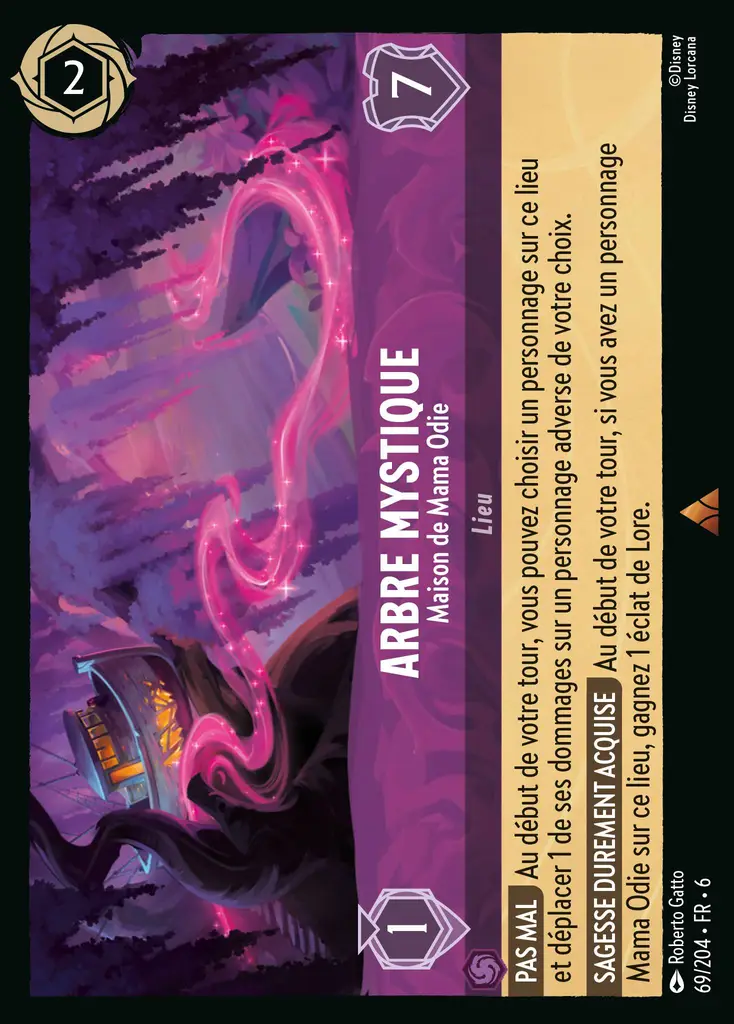 2
1
ARBRE MYSTIQUE
7
Maison de Mama Odie
Lieu
PAS MAL Au début de votre tour, vous pouvez choisir un personnage sur ce lieu
et déplacer 1 de ses dommages sur un personnage adverse de votre choix.
SAGESSE DUREMENT ACQUISE Au début de votre tour, si vous avez un personnage
Mama Odie sur ce lieu, gagnez 1 éclat de Lore.
Roberto Gatto
69/204 • FR • 6
©Disney
Disney Lorcana